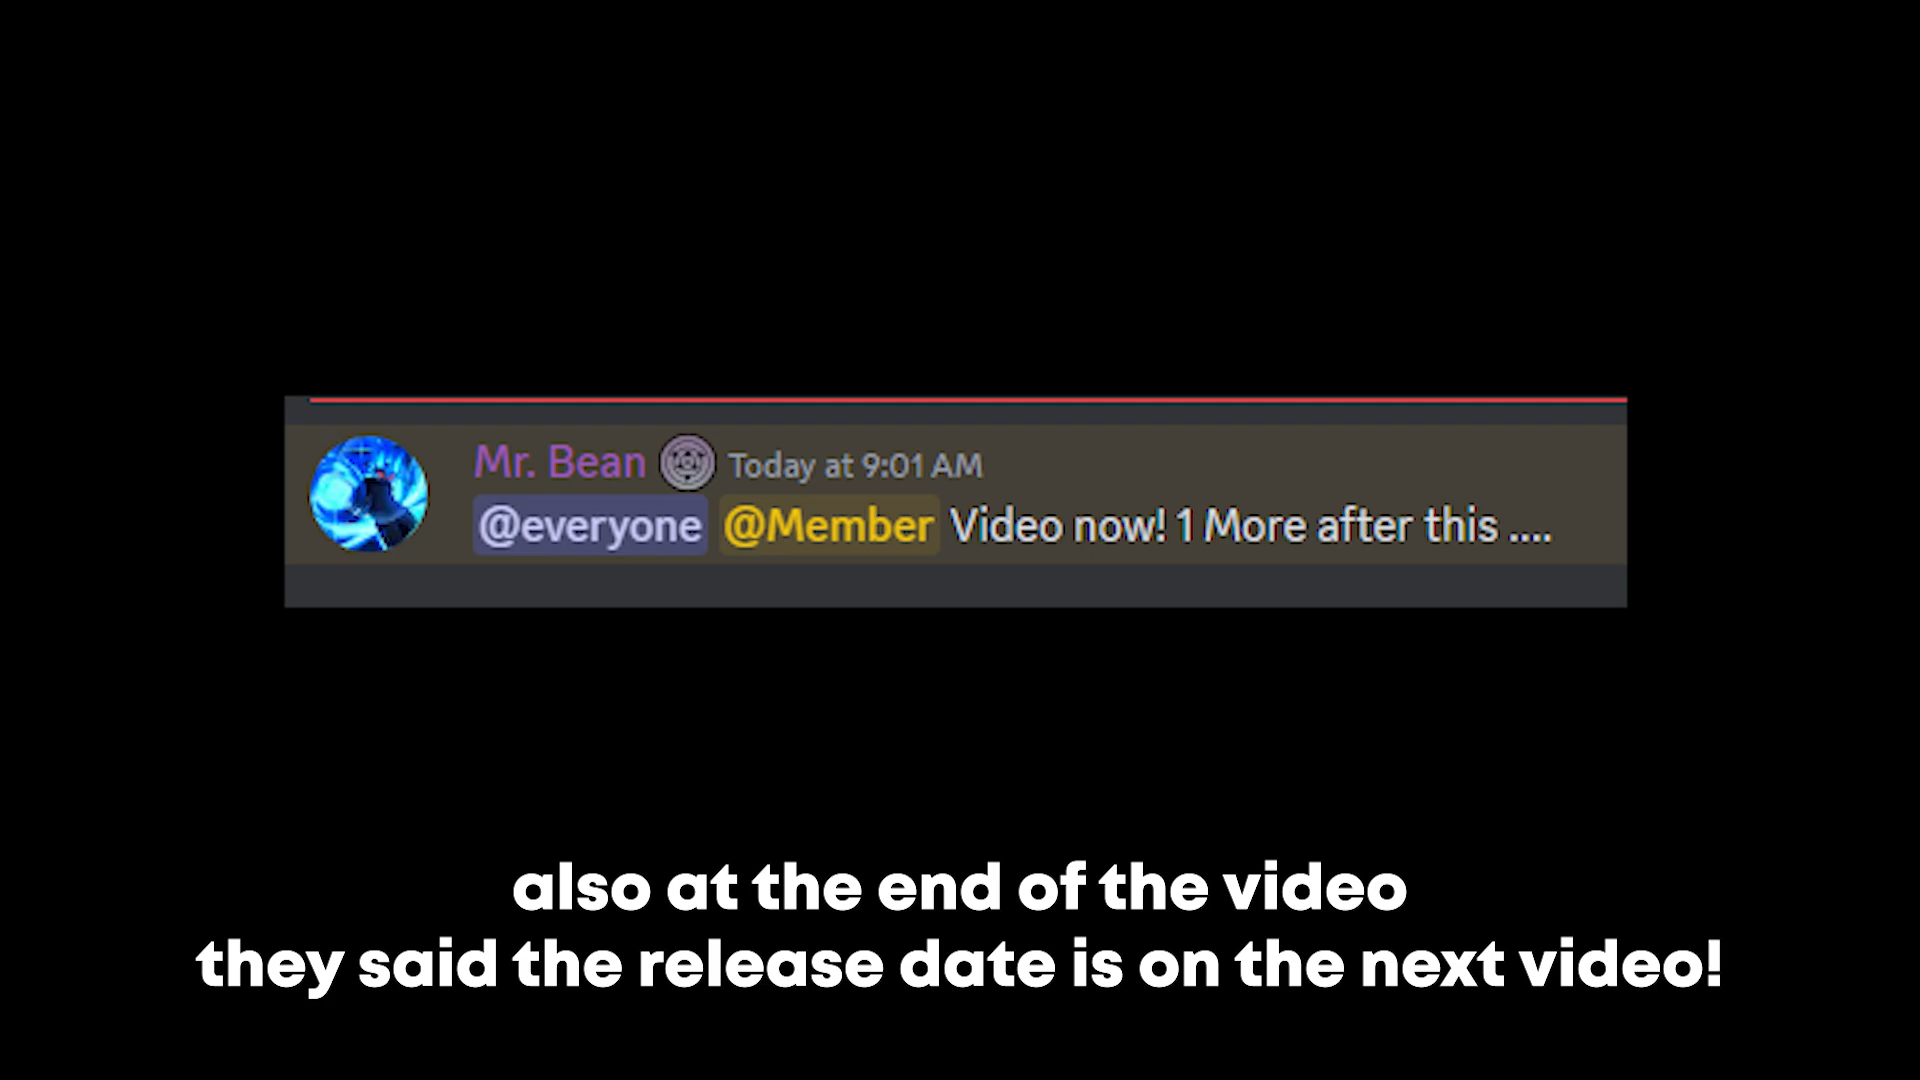 Mr. Bean Today at 9:01 AM
@everyone @Member Video now! 1 More after this ....
also at the end of the video
they said the release date is on the next video!